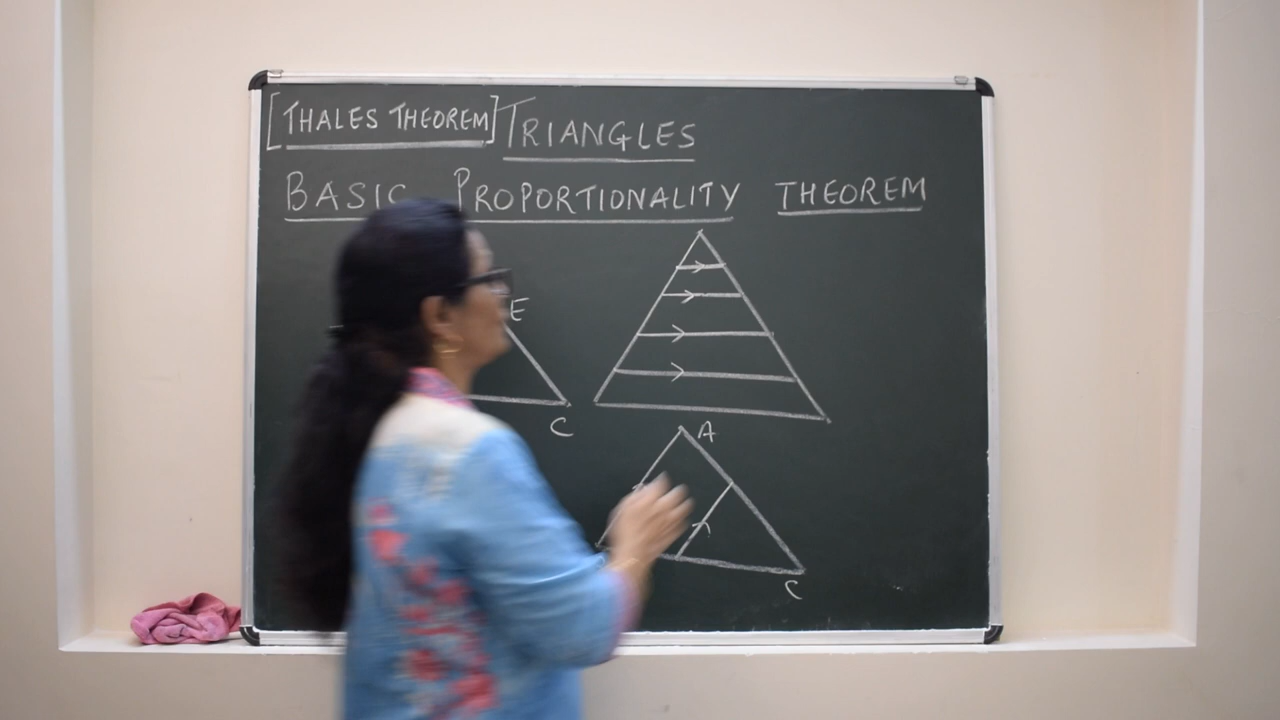 [THALES THEOREM] TRIANGLES
BASIC PROPORTIONALITY THEOREM
E
C
A
C